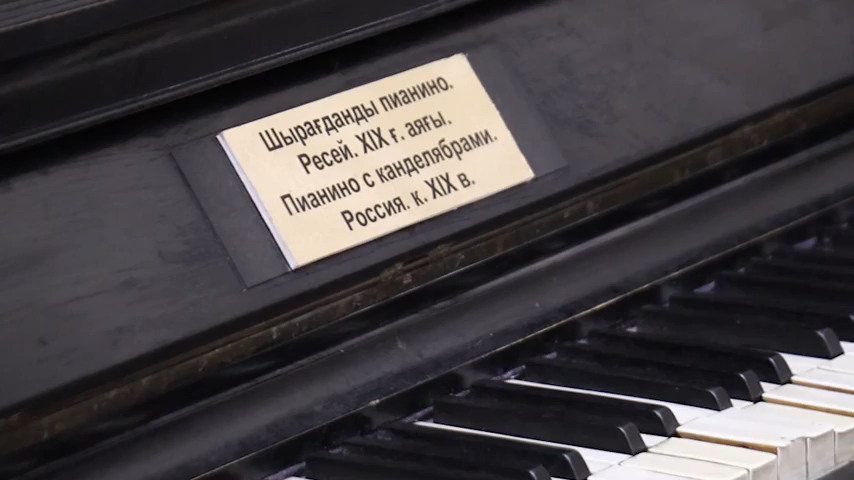 Шырағданды пианино.
Ресей. XIX ғ. аяғы.
Пианино с канделябрами.
Россия. к. XIX в.